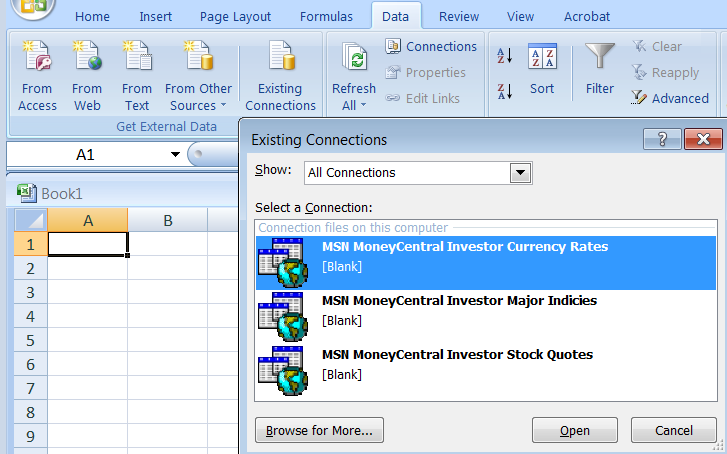 Home Insert Page Layout Formulas Data Review View Acrobat
From Access
From Web
From Text
From Other Sources
Existing Connections
Refresh All
Connections
Properties
Edit Links
A Z
Z A
A Z Z A
Sort
Filter
Clear
Reapply
Advanced
Get External Data
A1
Book1
A B
1
2
3
4
5
6
7
8
9
Existing Connections
?
Show: All Connections
Select a Connection:
Connection files on this computer
MSN MoneyCentral Investor Currency Rates
[Blank]
MSN MoneyCentral Investor Major Indicies
[Blank]
MSN MoneyCentral Investor Stock Quotes
[Blank]
Browse for More... Open Cancel